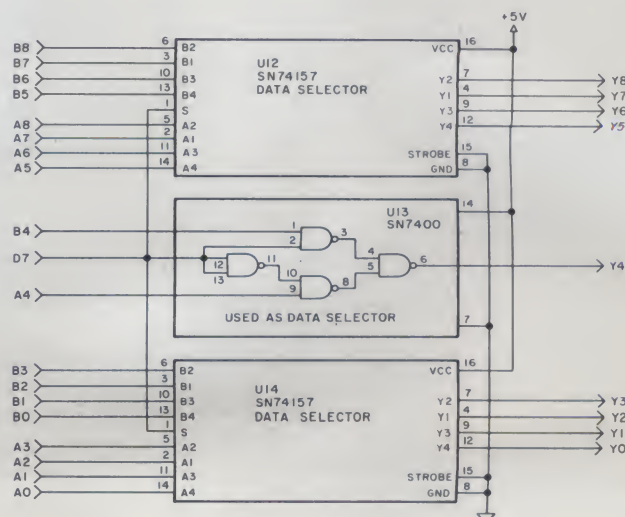 +5V
B8 6 B2 VCC 16
B7 3 B1 U12
B6 10 B3 SN74157 Y2 7 Y8
B5 13 B4 DATA SELECTOR Y1 4 Y7
1 S Y3 9 Y6
A8 5 A2 Y4 12 Y5
A7 2 A1
A6 11 A3 STROBE 15
A5 14 A4 GND 8
U13 14
SN7400
B4 1 3
2 4
D7 12 11 10 5 6 Y4
13 8
A4 9
USED AS DATA SELECTOR 7
B3 6 B2 VCC 16
B2 3 B1 U14
B1 10 B3 SN74157 Y2 7 Y3
B0 13 B4 DATA SELECTOR Y1 4 Y2
1 S Y3 9 Y1
A3 5 A2 Y4 12 Y0
A2 2 A1
A1 11 A3 STROBE 15
A0 14 A4 GND 8